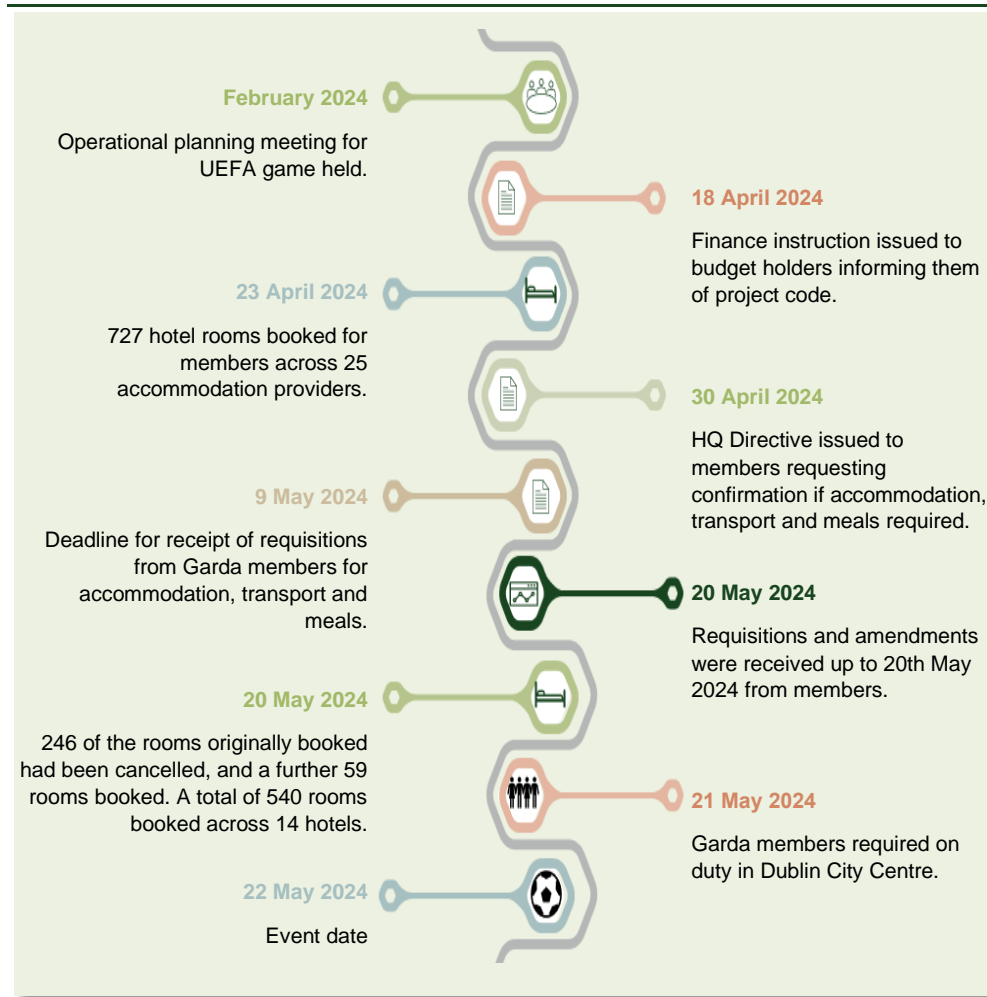 February 2024
Operational planning meeting for
UEFA game held.
18 April 2024
Finance instruction issued to
budget holders informing them
of project code.
23 April 2024
727 hotel rooms booked for
members across 25
accommodation providers.
30 April 2024
HQ Directive issued to
members requesting
confirmation if accommodation,
transport and meals required.
9 May 2024
Deadline for receipt of requisitions
from Garda members for
accommodation, transport and
meals.
20 May 2024
Requisitions and amendments
were received up to 20th May
2024 from members.
20 May 2024
246 of the rooms originally booked
had been cancelled, and a further 59
rooms booked. A total of 540 rooms
booked across 14 hotels.
21 May 2024
Garda members required on
duty in Dublin City Centre.
22 May 2024
Event date